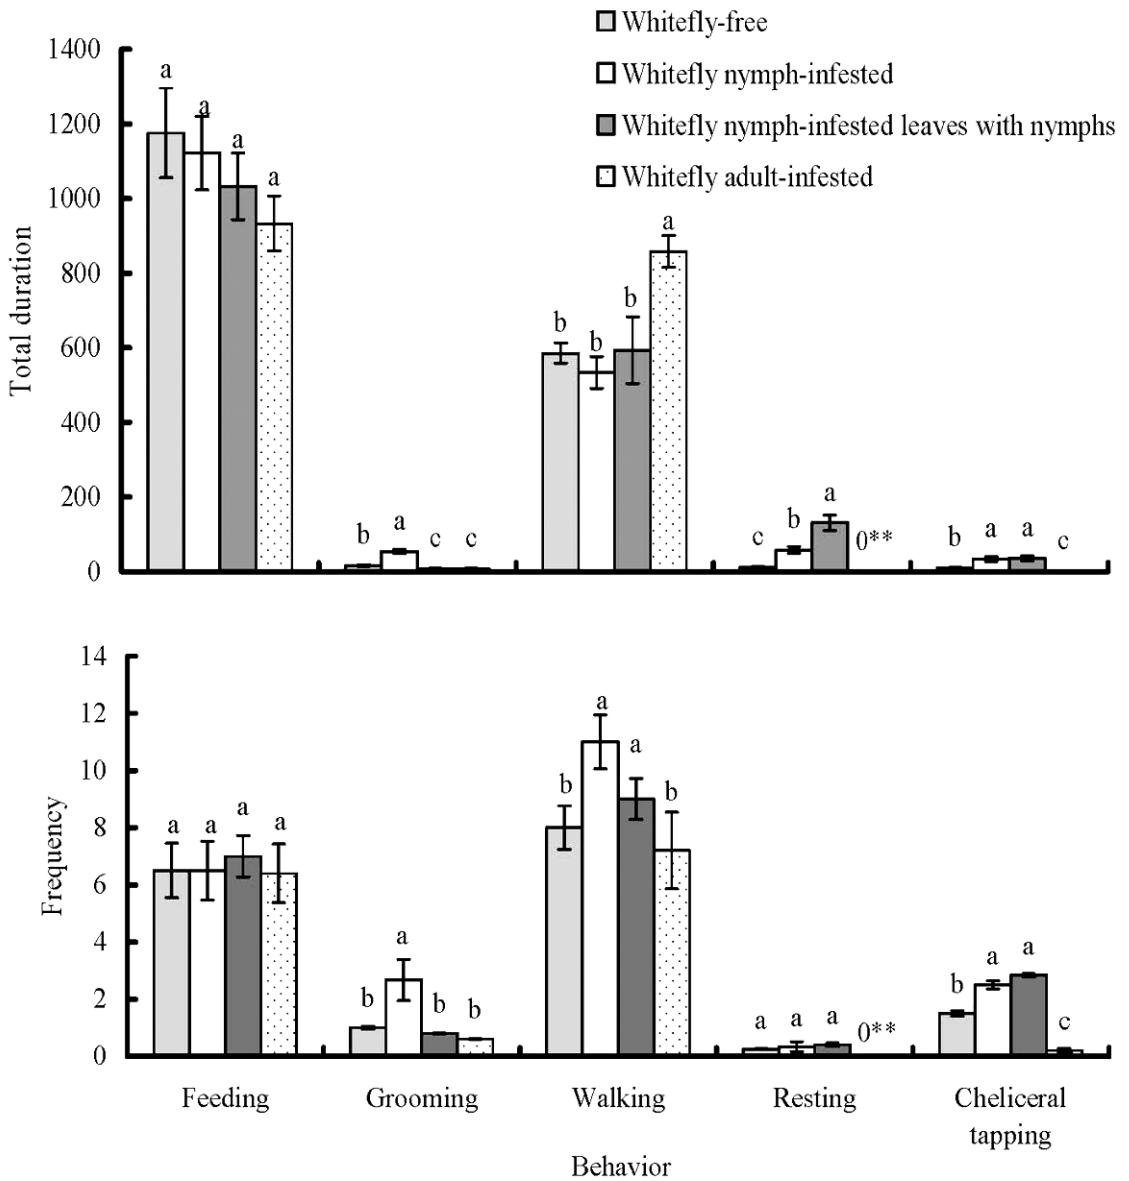 Whitefly-free
Whitefly nymph-infested
Whitefly nymph-infested leaves with nymphs
Whitefly adult-infested
Total duration
1400
1200
1000
800
600
400
200
0
a a a a
b a c c
b b b a
c b a 0**
b a a c
Frequency
14
12
10
8
6
4
2
0
a a a a
b a b b
b a a b
a a a 0**
b a a c
Feeding Grooming Walking Resting Cheliceral
tapping
Behavior